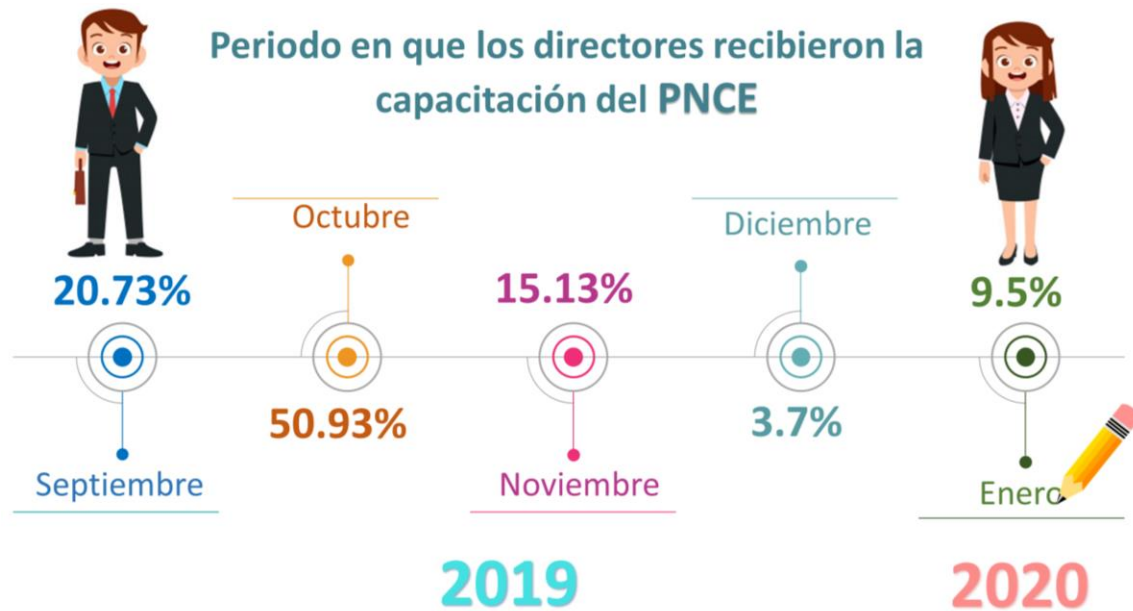 Periodo en que los directores recibieron la
capacitación del PNCE
Octubre
Diciembre
20.73%
15.13%
9.5%
50.93%
3.7%
Septiembre
Noviembre
Enero
2019
2020